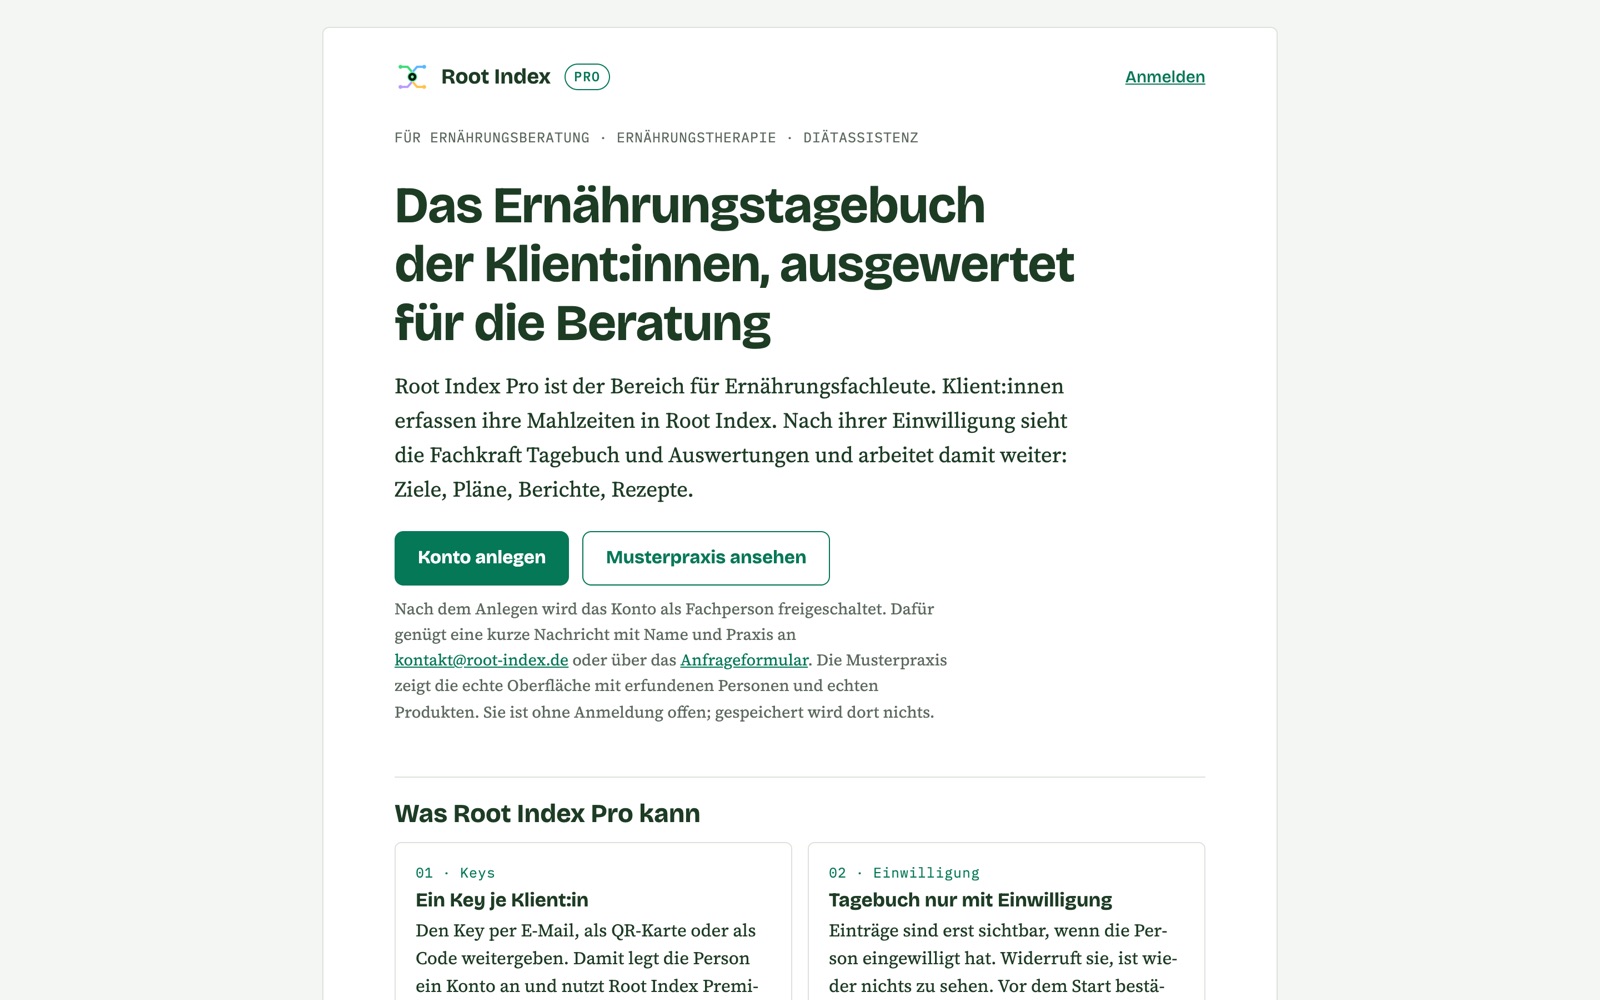 Root Index PRO
Anmelden
FÜR ERNÄHRUNGSBERATUNG · ERNÄHRUNGSTHERAPIE · DIÄTASSISTENZ
Das Ernährungstagebuch
der Klient:innen, ausgewertet
für die Beratung
Root Index Pro ist der Bereich für Ernährungsfachleute. Klient:innen
erfassen ihre Mahlzeiten in Root Index. Nach ihrer Einwilligung sieht
die Fachkraft Tagebuch und Auswertungen und arbeitet damit weiter:
Ziele, Pläne, Berichte, Rezepte.
Konto anlegen
Musterpraxis ansehen
Nach dem Anlegen wird das Konto als Fachperson freigeschaltet. Dafür
genügt eine kurze Nachricht mit Name und Praxis an
kontakt@root-index.de oder über das Anfrageformular. Die Musterpraxis
zeigt die echte Oberfläche mit erfundenen Personen und echten
Produkten. Sie ist ohne Anmeldung offen; gespeichert wird dort nichts.
Was Root Index Pro kann
01 · Keys
Ein Key je Klient:in
Den Key per E-Mail, als QR-Karte oder als
Code weitergeben. Damit legt die Person
ein Konto an und nutzt Root Index Premi-
02 · Einwilligung
Tagebuch nur mit Einwilligung
Einträge sind erst sichtbar, wenn die Per-
son eingewilligt hat. Widerruft sie, ist wie-
der nichts zu sehen. Vor dem Start bestä-